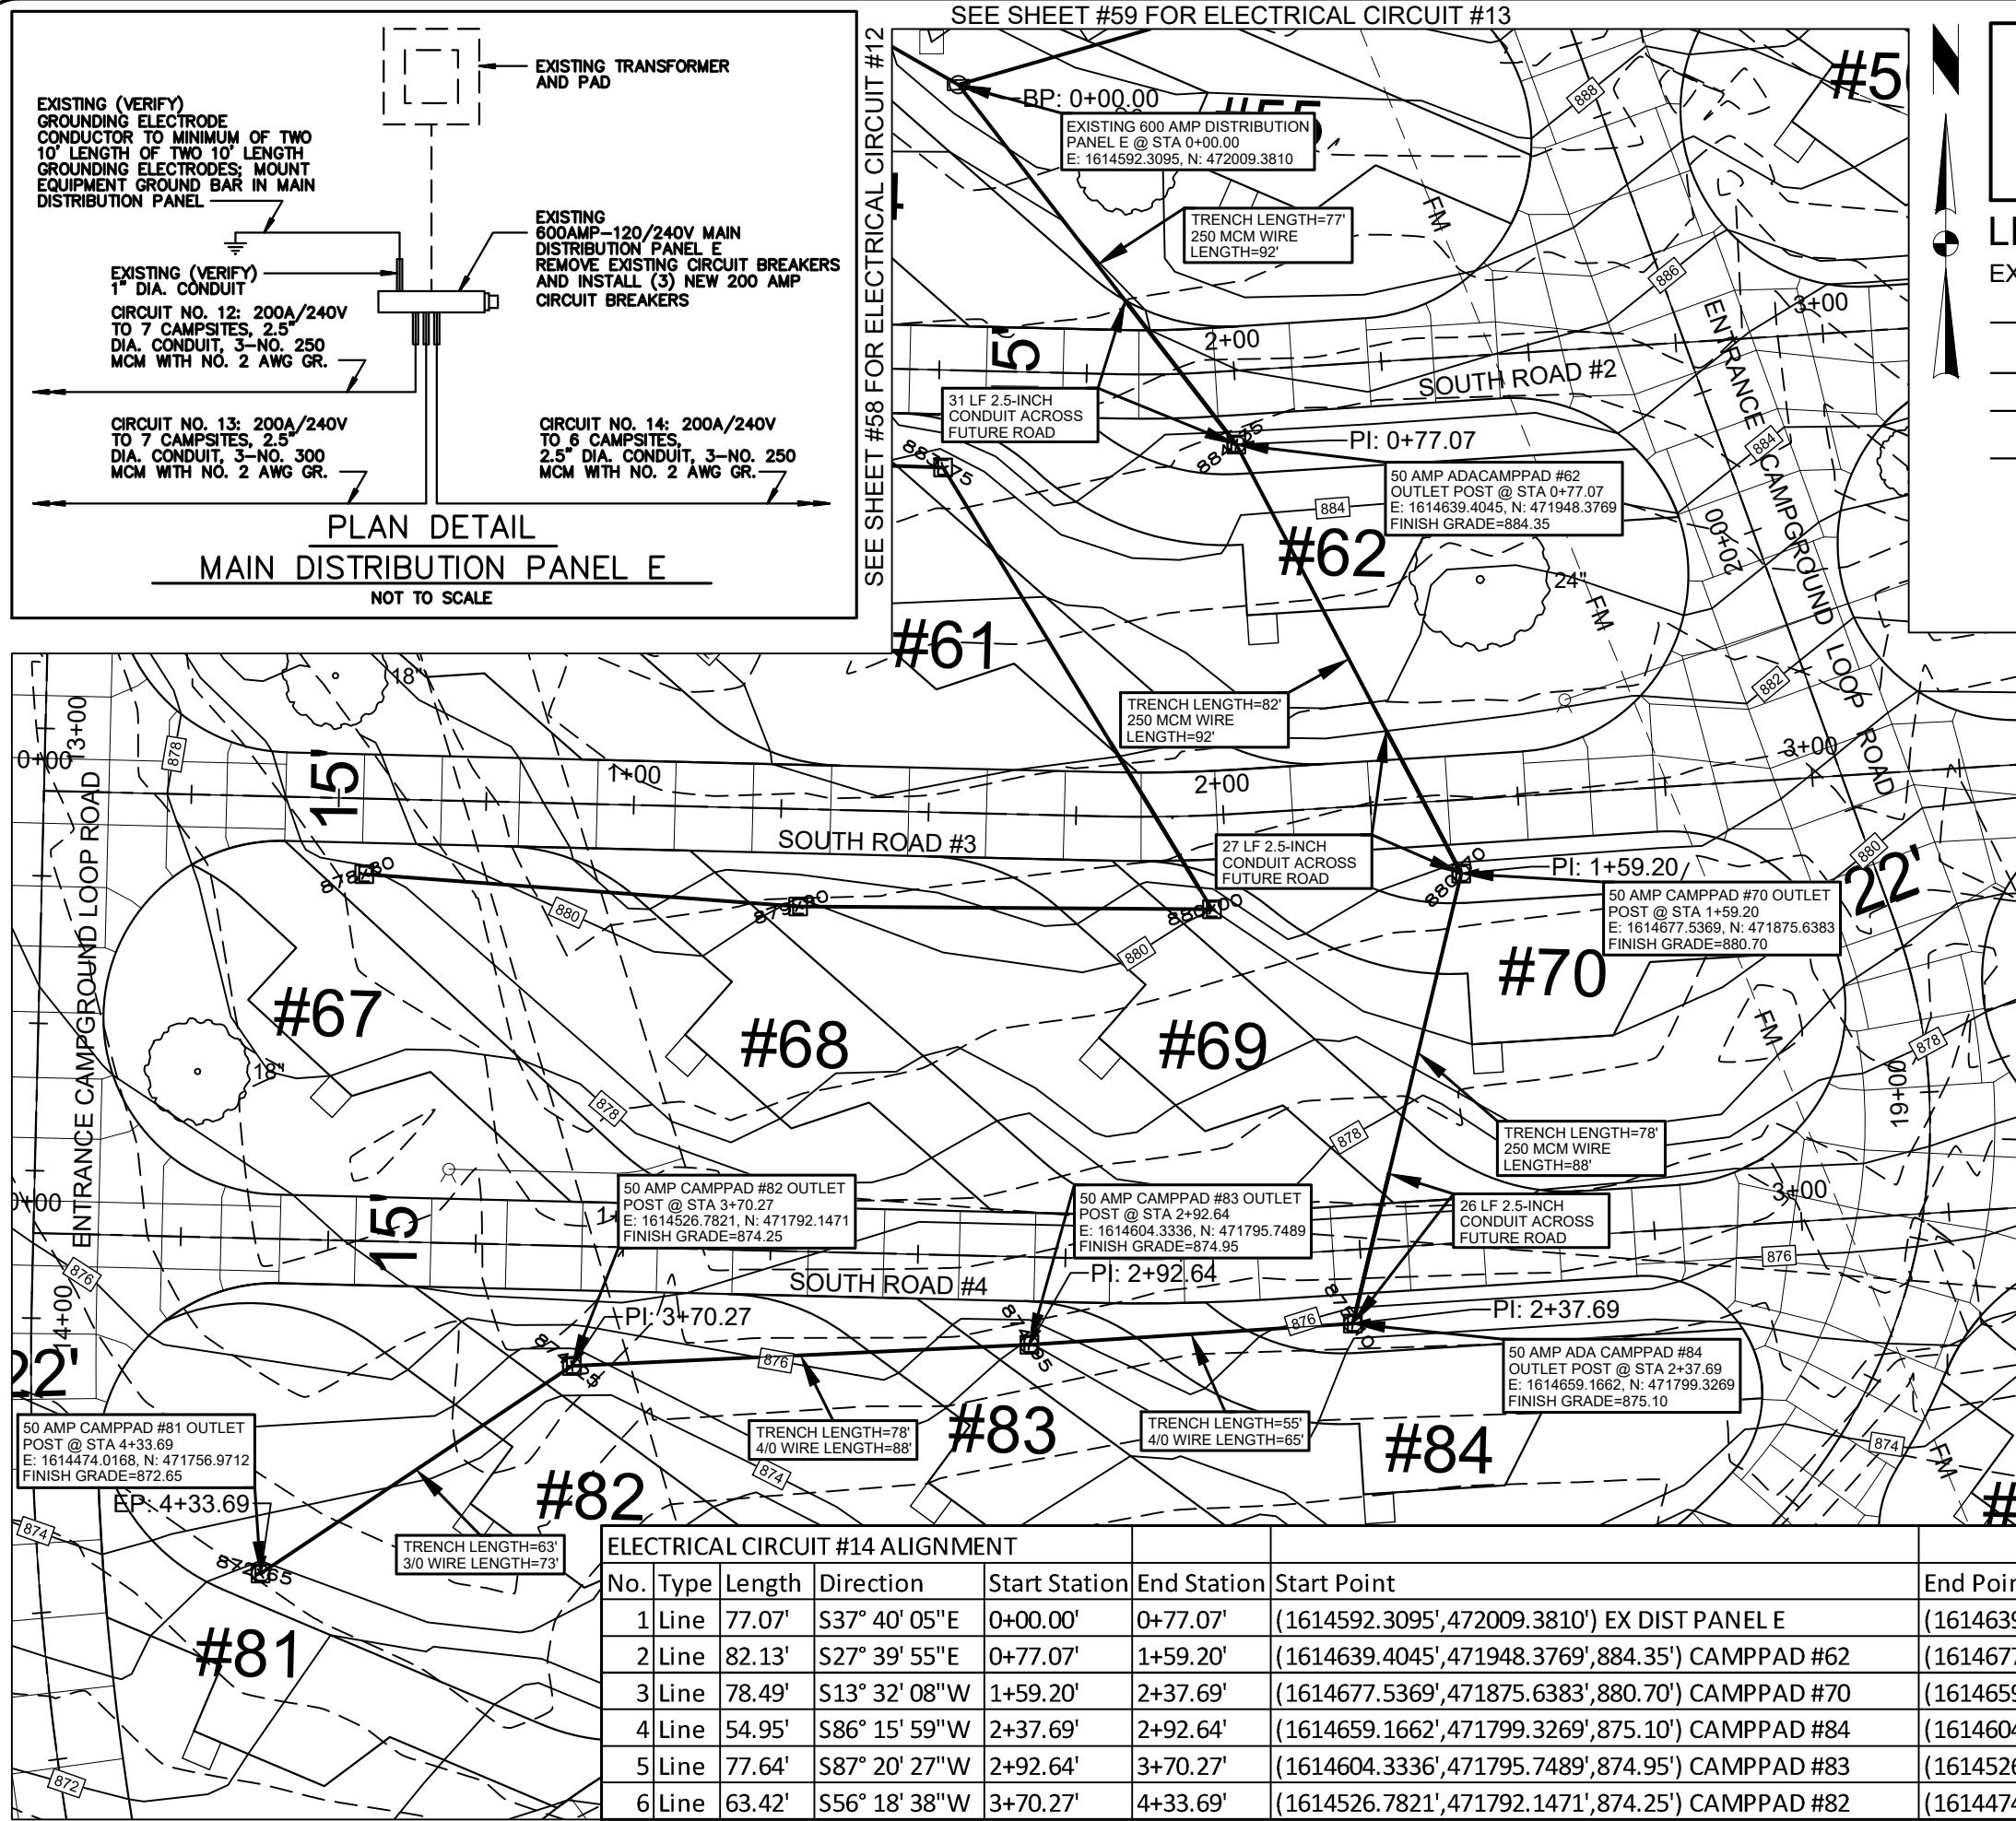 SEE SHEET #59 FOR ELECTRICAL CIRCUIT #13
SEE SHEET #58 FOR ELECTRICAL CIRCUIT #12
EXISTING TRANSFORMER
AND PAD
EXISTING (VERIFY)
GROUNDING ELECTRODE
CONDUCTOR TO MINIMUM OF TWO
10' LENGTH OF TWO 10' LENGTH
GROUNDING ELECTRODES; MOUNT
EQUIPMENT GROUND BAR IN MAIN
DISTRIBUTION PANEL
EXISTING
600AMP-120/240V MAIN
DISTRIBUTION PANEL E
REMOVE EXISTING CIRCUIT BREAKERS
AND INSTALL (3) NEW 200 AMP
CIRCUIT BREAKERS
EXISTING (VERIFY)
1" DIA. CONDUIT
CIRCUIT NO. 12: 200A/240V
TO 7 CAMPSITES, 2.5"
DIA. CONDUIT, 3-NO. 250
MCM WITH NO. 2 AWG GR.
CIRCUIT NO. 13: 200A/240V
TO 7 CAMPSITES, 2.5"
DIA. CONDUIT, 3-NO. 300
MCM WITH NO. 2 AWG GR.
CIRCUIT NO. 14: 200A/240V
TO 6 CAMPSITES,
2.5" DIA. CONDUIT, 3-NO. 250
MCM WITH NO. 2 AWG GR.
PLAN DETAIL
MAIN DISTRIBUTION PANEL E
NOT TO SCALE
N
BP: 0+00.00
EXISTING 600 AMP DISTRIBUTION
PANEL E @ STA 0+00.00
E: 1614592.3095, N: 472009.3810
888
TRENCH LENGTH=77'
250 MCM WIRE
LENGTH=92'
FM
886
ENTRANCE CAMPGROUND LOOP ROAD
3+00
2+00
SOUTH ROAD #2
31 LF 2.5-INCH
CONDUIT ACROSS
FUTURE ROAD
PI: 0+77.07
884
50 AMP ADACAMPPAD #62
OUTLET POST @ STA 0+77.07
E: 1614639.4045, N: 471948.3769
FINISH GRADE=884.35
883.75
884
20+00
#62
24"
FM
#61
18"
TRENCH LENGTH=82'
250 MCM WIRE
LENGTH=92'
882
13+00
0+00
878
15'
1+00
2+00
3+00
SOUTH ROAD #3
27 LF 2.5-INCH
CONDUIT ACROSS
FUTURE ROAD
PI: 1+59.20
880
22'
50 AMP CAMPPAD #70 OUTLET
POST @ STA 1+59.20
E: 1614677.5369, N: 471875.6383
FINISH GRADE=880.70
880
880
#70
#67
#68
#69
ENTRANCE CAMPGROUND LOOP ROAD
18"
FM
878
19+00
878
878
TRENCH LENGTH=78'
250 MCM WIRE
LENGTH=88'
50 AMP CAMPPAD #82 OUTLET
POST @ STA 3+70.27
E: 1614526.7821, N: 471792.1471
FINISH GRADE=874.25
50 AMP CAMPPAD #83 OUTLET
POST @ STA 2+92.64
E: 1614604.3336, N: 471795.7489
FINISH GRADE=874.95
26 LF 2.5-INCH
CONDUIT ACROSS
FUTURE ROAD
3+00
15'
876
876
SOUTH ROAD #4
PI: 2+92.64
14+00
PI: 3+70.27
876
876
PI: 2+37.69
50 AMP ADA CAMPPAD #84
OUTLET POST @ STA 2+37.69
E: 1614659.1662, N: 471799.3269
FINISH GRADE=875.10
22'
50 AMP CAMPPAD #81 OUTLET
POST @ STA 4+33.69
E: 1614474.0168, N: 471756.9712
FINISH GRADE=872.65
TRENCH LENGTH=78'
4/0 WIRE LENGTH=88'
TRENCH LENGTH=55'
4/0 WIRE LENGTH=65'
#83
#84
874
874
FM
#82
EP: 4+33.69
874
TRENCH LENGTH=63'
3/0 WIRE LENGTH=73'
#81
872
ELECTRICAL CIRCUIT #14 ALIGNMENT
No. Type Length Direction Start Station End Station Start Point
1 Line 77.07' S37° 40' 05"E 0+00.00' 0+77.07' (1614592.3095',472009.3810') EX DIST PANEL E
2 Line 82.13' S27° 39' 55"E 0+77.07' 1+59.20' (1614639.4045',471948.3769',884.35') CAMPPAD #62
3 Line 78.49' S13° 32' 08"W 1+59.20' 2+37.69' (1614677.5369',471875.6383',880.70') CAMPPAD #70
4 Line 54.95' S86° 15' 59"W 2+37.69' 2+92.64' (1614659.1662',471799.3269',875.10') CAMPPAD #84
5 Line 77.64' S87° 20' 27"W 2+92.64' 3+70.27' (1614604.3336',471795.7489',874.95') CAMPPAD #83
6 Line 63.42' S56° 18' 38"W 3+70.27' 4+33.69' (1614526.7821',471792.1471',874.25') CAMPPAD #82